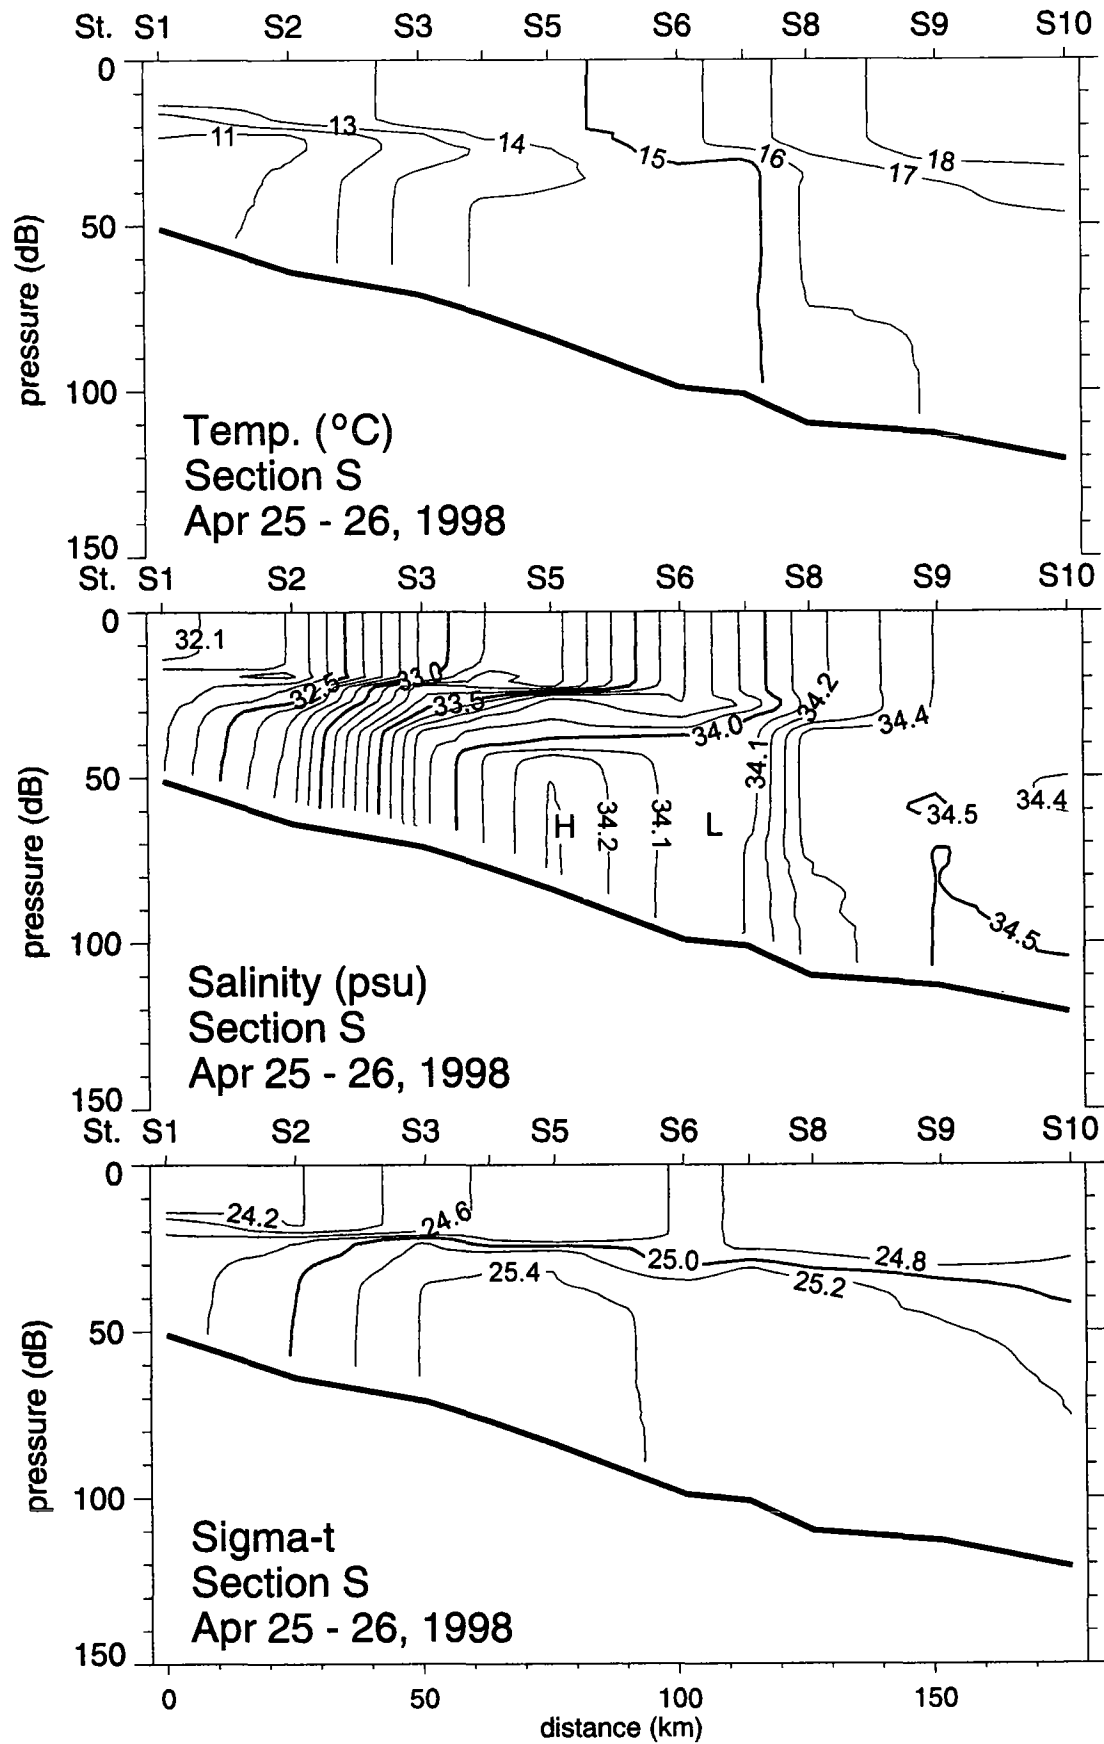 St. S1 S2 S3 S5 S6 S8 S9 S10
0
11 13 14 15 16 17 18
50
100
150
pressure (dB)
Temp. (°C)
Section S
Apr 25 - 26, 1998
St. S1 S2 S3 S5 S6 S8 S9 S10
0
32.1
32.5 33.0 33.5 34.0 34.1 34.2 34.4
50
34.5 34.4
H 34.2 34.1 L
34.5
100
150
pressure (dB)
Salinity (psu)
Section S
Apr 25 - 26, 1998
St. S1 S2 S3 S5 S6 S8 S9 S10
0
24.2 24.6
25.0 24.8
25.4 25.2
50
100
150
pressure (dB)
Sigma-t
Section S
Apr 25 - 26, 1998
0 50 100 150
distance (km)